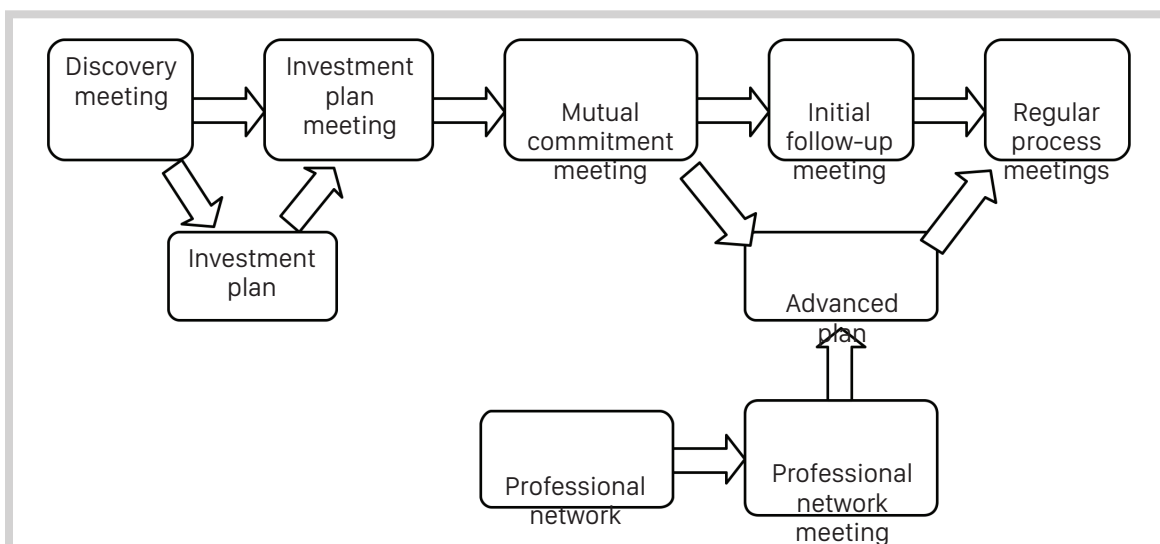 Discovery
meeting
Investment
plan
meeting
Mutual
commitment
meeting
Initial
follow-up
meeting
Regular
process
meetings
Investment
plan
Advanced
plan
Professional
network
Professional
network
meeting